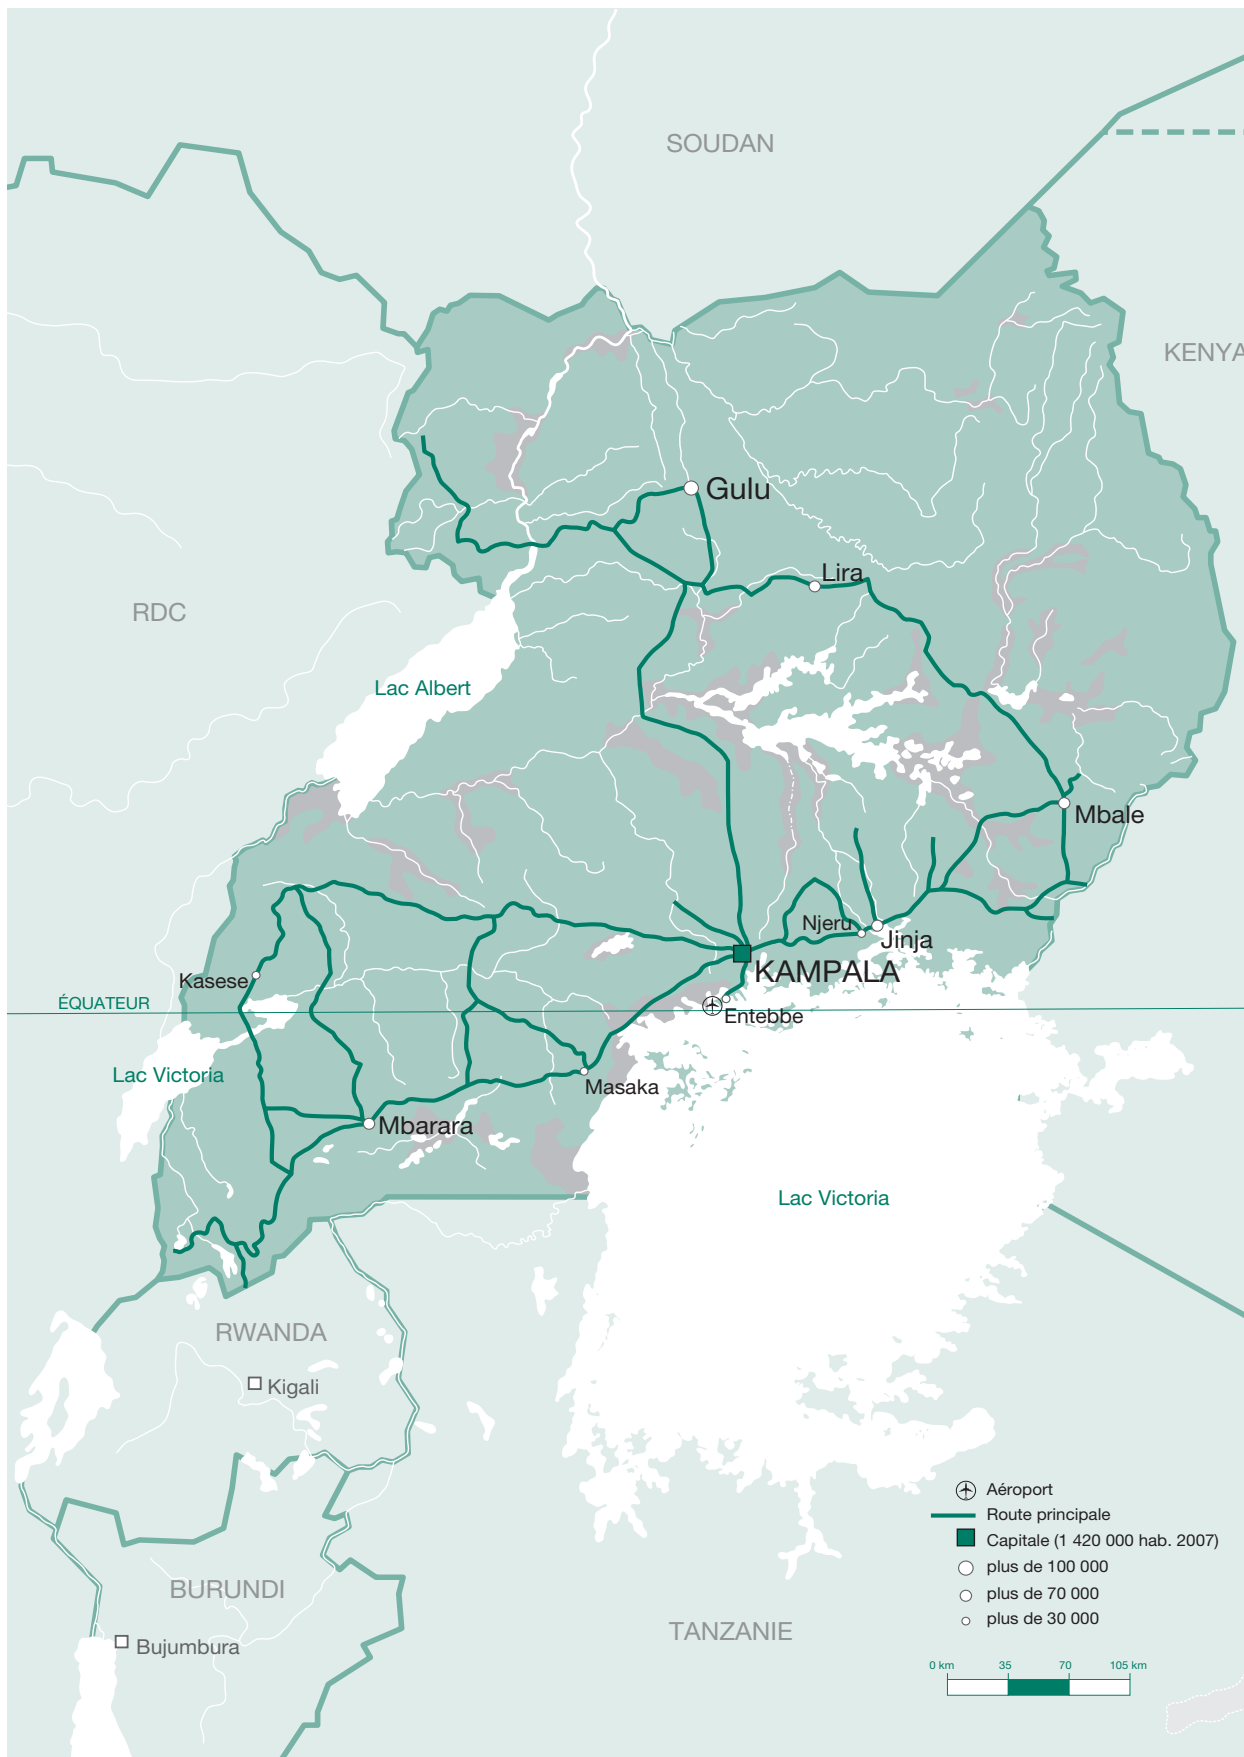 SOUDAN
KENYA
Gulu
Lira
RDC
Lac Albert
Mbale
Njeru
Jinja
KAMPALA
Kasese
ÉQUATEUR
Entebbe
Lac Victoria
Masaka
Mbarara
Lac Victoria
RWANDA
Kigali
BURUNDI
Bujumbura
TANZANIE
Aéroport
Route principale
Capitale (1 420 000 hab. 2007)
plus de 100 000
plus de 70 000
plus de 30 000
0 km 35 70 105 km